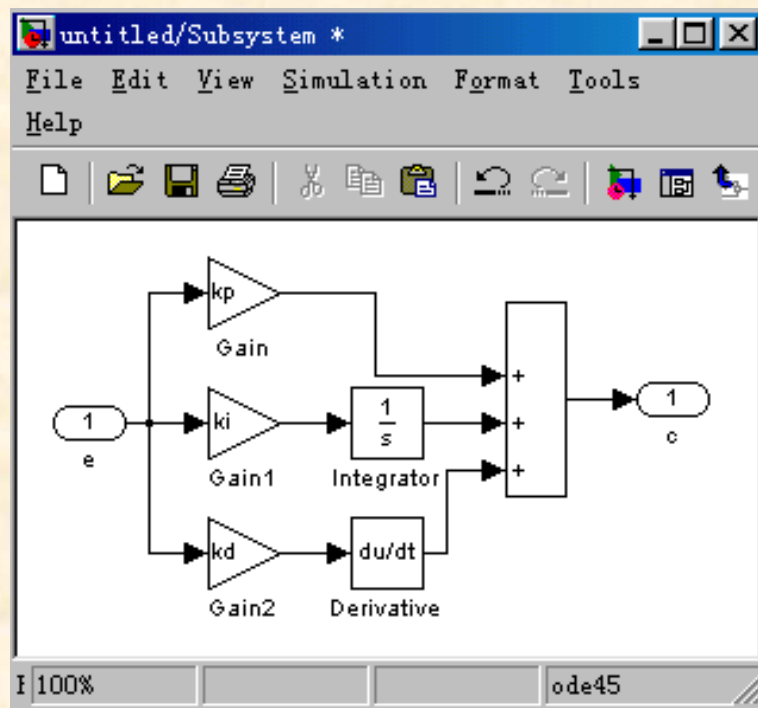 untitled/Subsystem *
File Edit View Simulation Format Tools
Help
kp
Gain
+
1
ki
1
s
+
1
e
Gain1
Integrator
c
+
kd
du/dt
Gain2
Derivative
100%
ode45